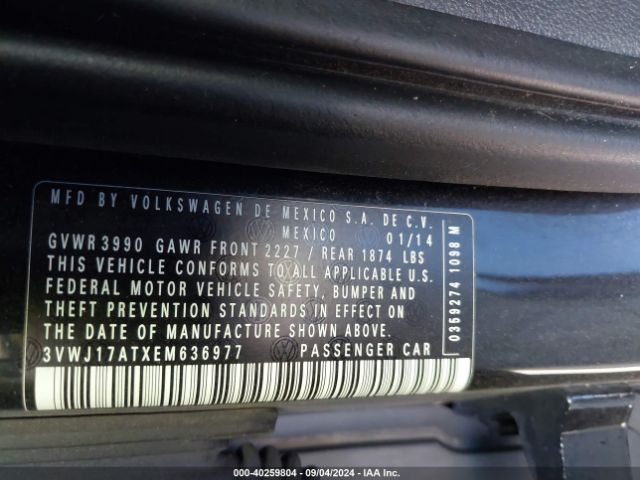 MFD BY VOLKSWAGEN DE MEXICO S.A. DE C.V.
MEXICO 01/14
GVWR 3990 GAWR FRONT 2227 / REAR 1874 LBS
THIS VEHICLE CONFORMS TO ALL APPLICABLE U.S.
FEDERAL MOTOR VEHICLE SAFETY, BUMPER AND
THEFT PREVENTION STANDARDS IN EFFECT ON
THE DATE OF MANUFACTURE SHOWN ABOVE.
3VWJ17ATXEM636977 PASSENGER CAR
0359274 1098 M
000-40259804 - 09/04/2024 - IAA Inc.